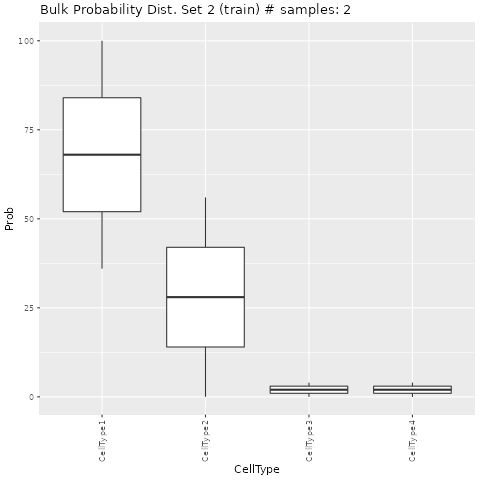 Bulk Probability Dist. Set 2 (train) # samples: 2
100
75
50
25
0
Prob
CellType1
CellType2
CellType3
CellType4
CellType